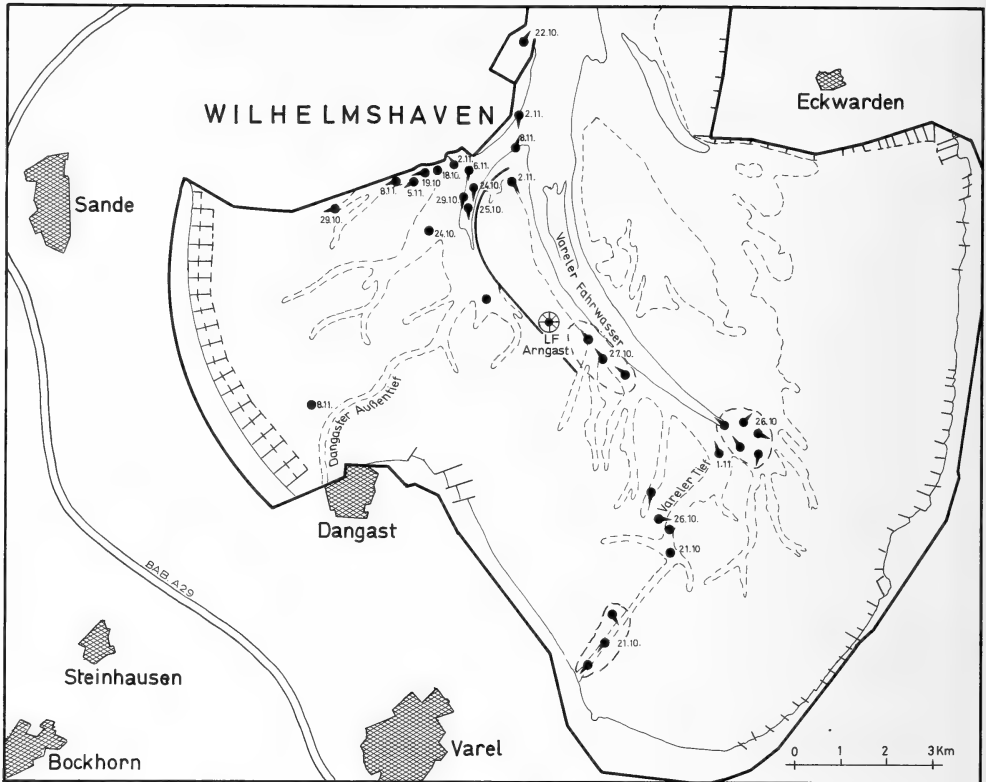 22.10.
Eckwarden
WILHELMSHAVEN
2.11.
8.11.
2.11.
6.11.
18.10.
19.10
5.11.
8.11.
24.10.
2.11.
29.10.
25.10.
Sande
29.10.
24.10.
Vareler Fahrwasser
LF
Arngast
27.10.
Dangaster Außentief
8.11.
26.10
1.11.
Vareler Tief
Dangast
26.10.
21.10
BAB A29
21.10.
Steinhausen
Varel
Bockhorn
0 1 2 3 Km